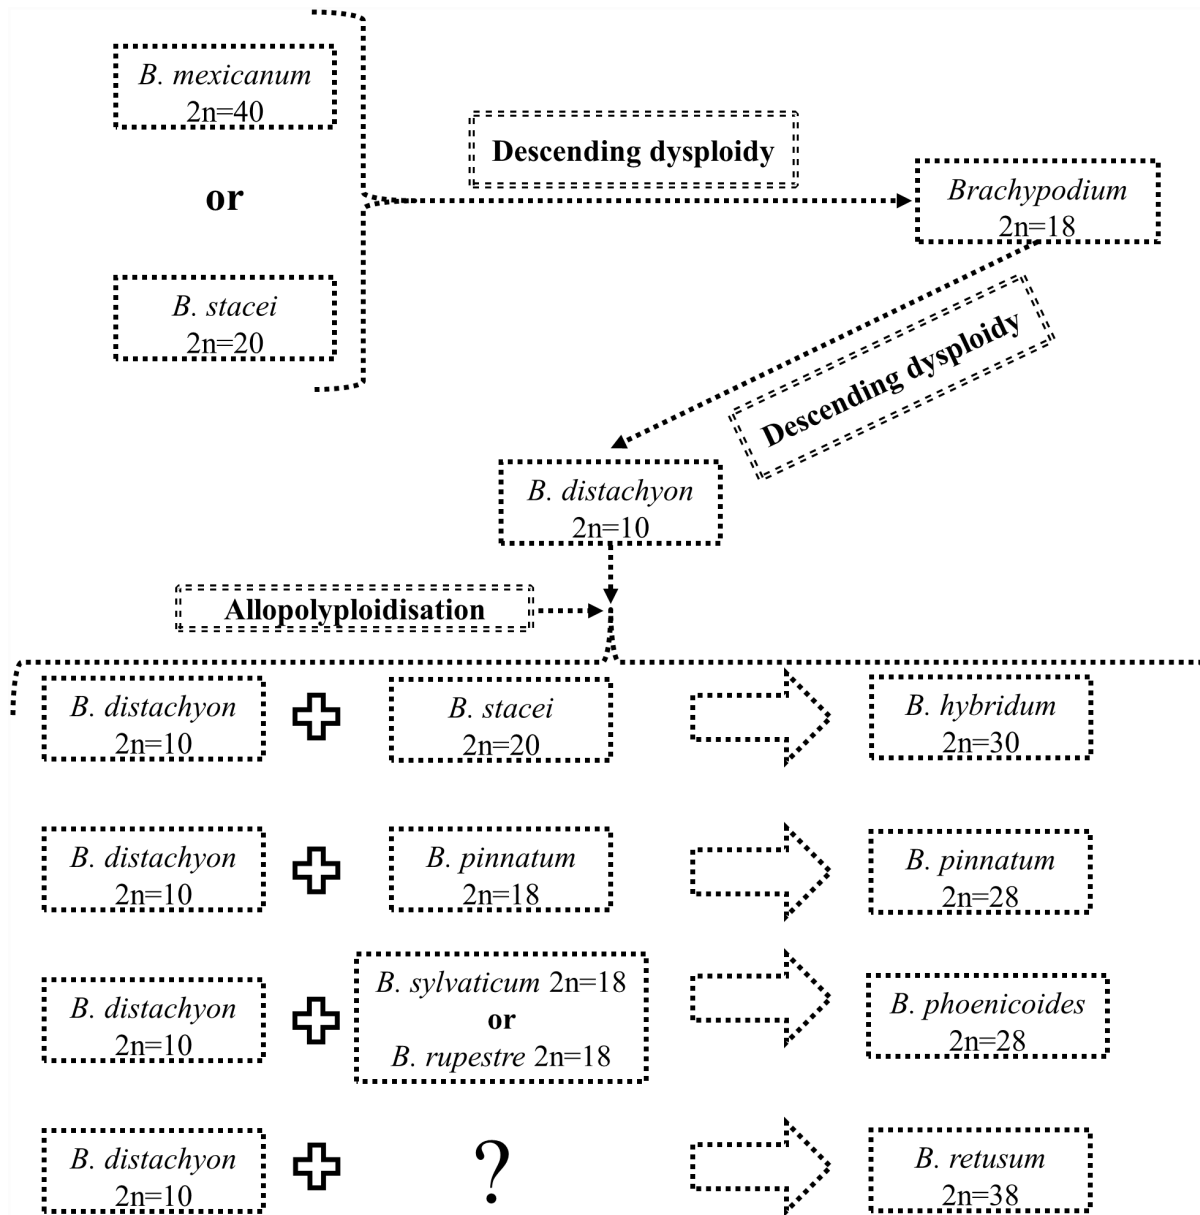 B. mexicanum
2n=40
or
B. stacei
2n=20
Descending dysploidy
Brachypodium
2n=18
Descending dysploidy
B. distachyon
2n=10
Allopolyploidisation
B. distachyon
2n=10
B. stacei
2n=20
B. hybridum
2n=30
B. distachyon
2n=10
B. pinnatum
2n=18
B. pinnatum
2n=28
B. distachyon
2n=10
B. sylvaticum 2n=18
or
B. rupestre 2n=18
B. phoenicoides
2n=28
B. distachyon
2n=10
?
B. retusum
2n=38